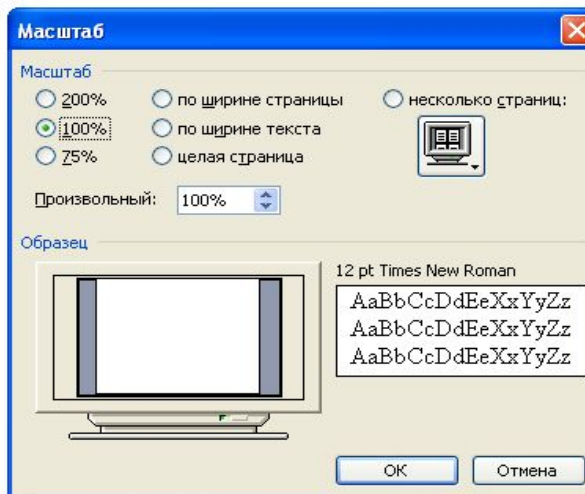 Масштаб
Масштаб
200% по ширине страницы несколько страниц:
100% по ширине текста
75% целая страница
Произвольный: 100%
Образец
12 pt Times New Roman
AaBbCcDdEeXxYyZz
AaBbCcDdEeXxYyZz
AaBbCcDdEeXxYyZz
ОК Отмена